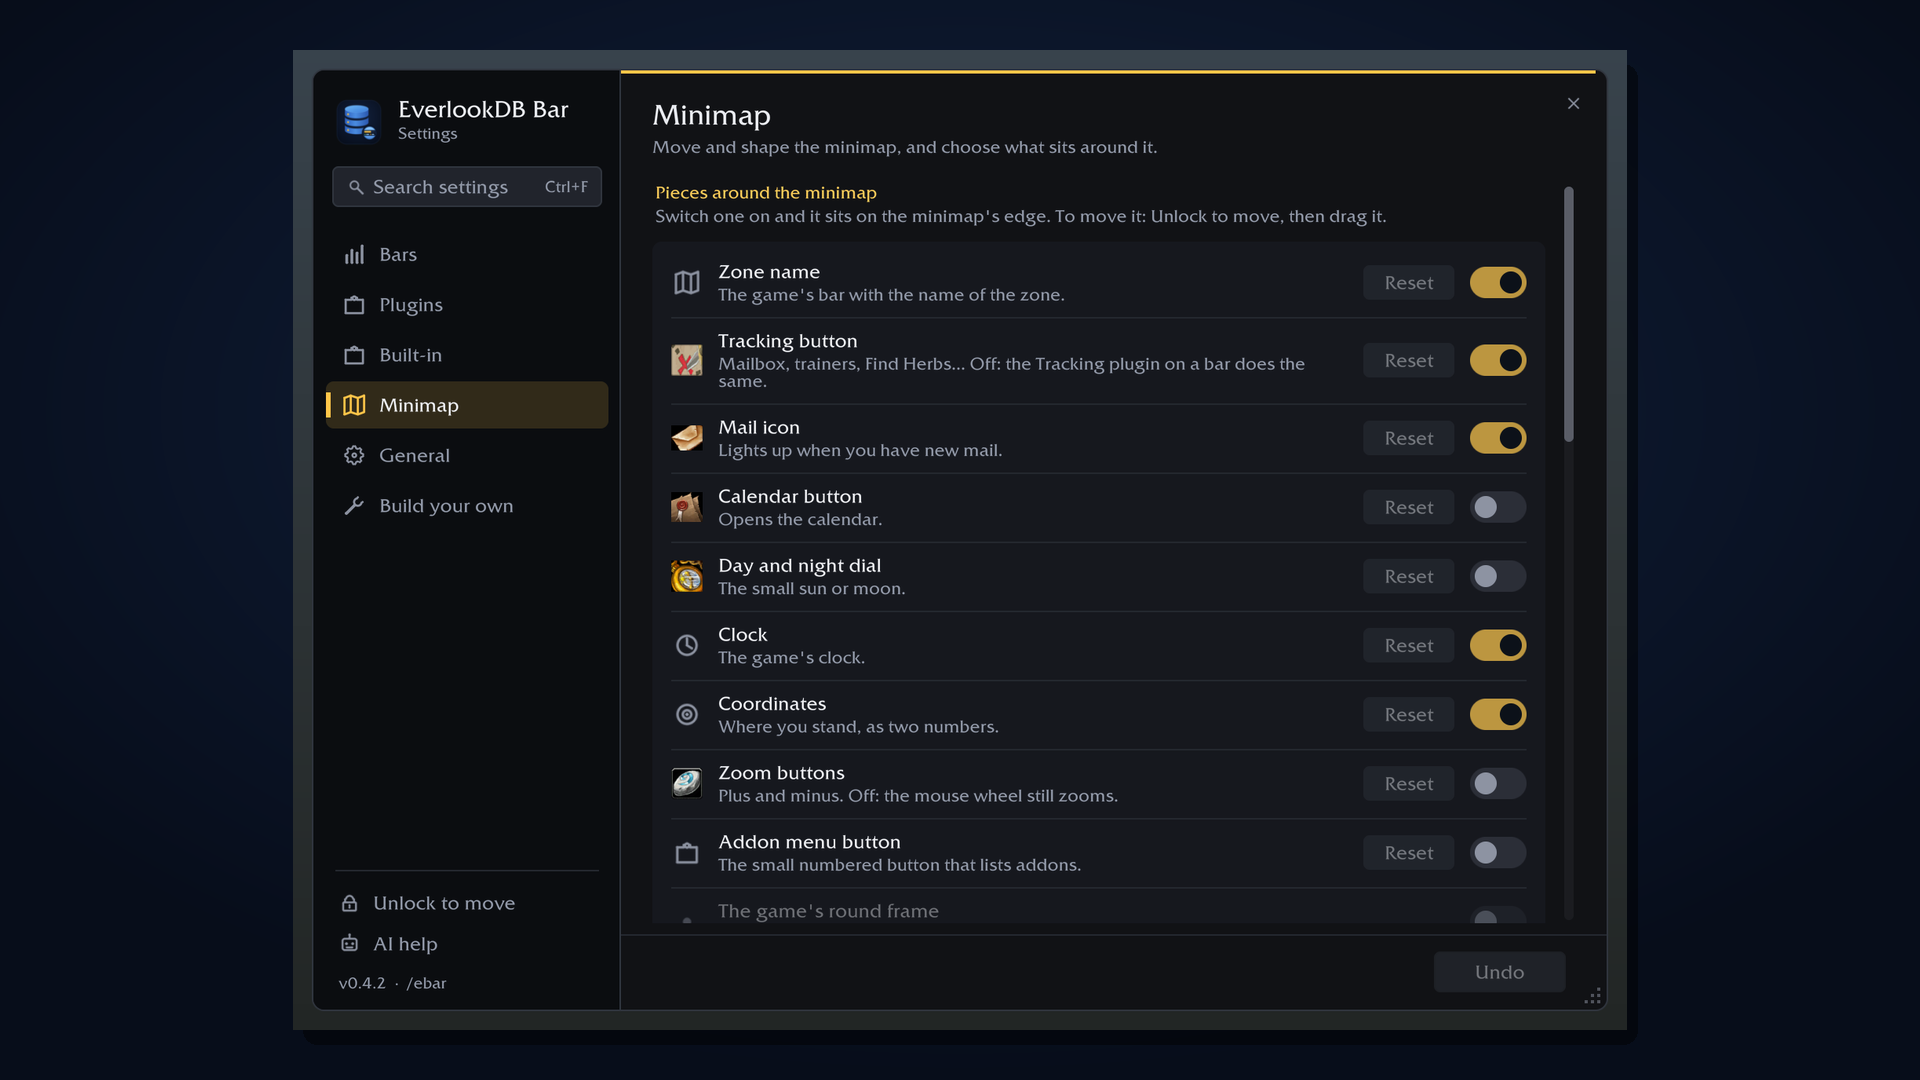 EverlookDB Bar
Settings
Search settings Ctrl+F
Bars
Plugins
Built-in
Minimap
General
Build your own
Unlock to move
AI help
v0.4.2 · /ebar
Minimap
Move and shape the minimap, and choose what sits around it.
Pieces around the minimap
Switch one on and it sits on the minimap's edge. To move it: Unlock to move, then drag it.
Zone name
The game's bar with the name of the zone.
Reset
Tracking button
Mailbox, trainers, Find Herbs... Off: the Tracking plugin on a bar does the
same.
Reset
Mail icon
Lights up when you have new mail.
Reset
Calendar button
Opens the calendar.
Reset
Day and night dial
The small sun or moon.
Reset
Clock
The game's clock.
Reset
Coordinates
Where you stand, as two numbers.
Reset
Zoom buttons
Plus and minus. Off: the mouse wheel still zooms.
Reset
Addon menu button
The small numbered button that lists addons.
Reset
The game's round frame
Undo